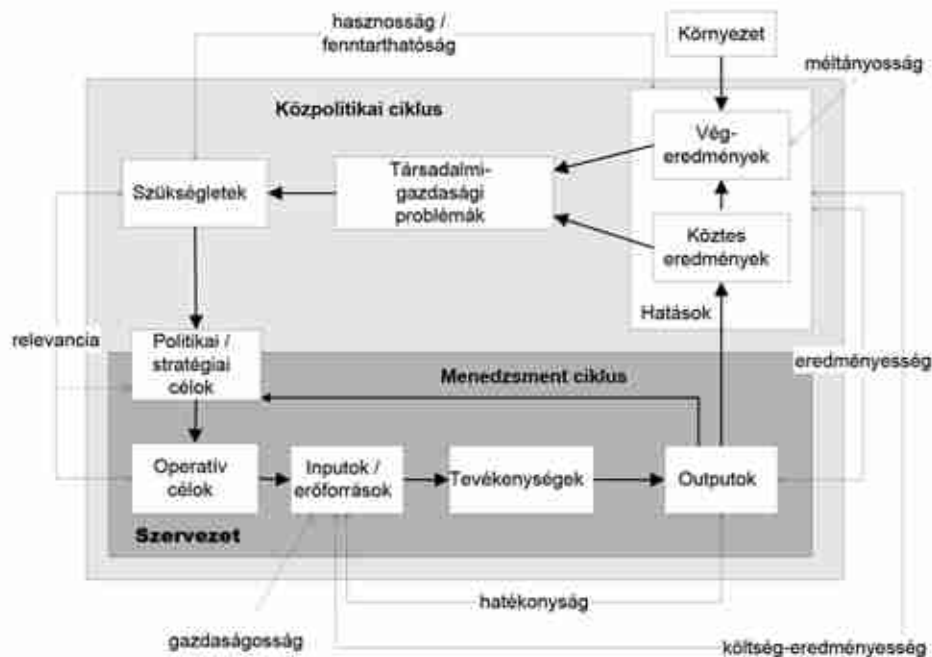 hasznosság /
fenntarthatóság
Környezet
méltányosság
Közpolitikai ciklus
Vég-
eredmények
Társadalmi-
gazdasági
problémák
Szükségletek
Köztes
eredmények
Hatások
relevancia
Politikai /
stratégiai
célok
eredményesség
Menedzsment ciklus
Operatív
célok
Inputok /
erőforrások
Tevékenységek
Outputok
Szervezet
hatékonyság
gazdaságosság
költség-eredményesség